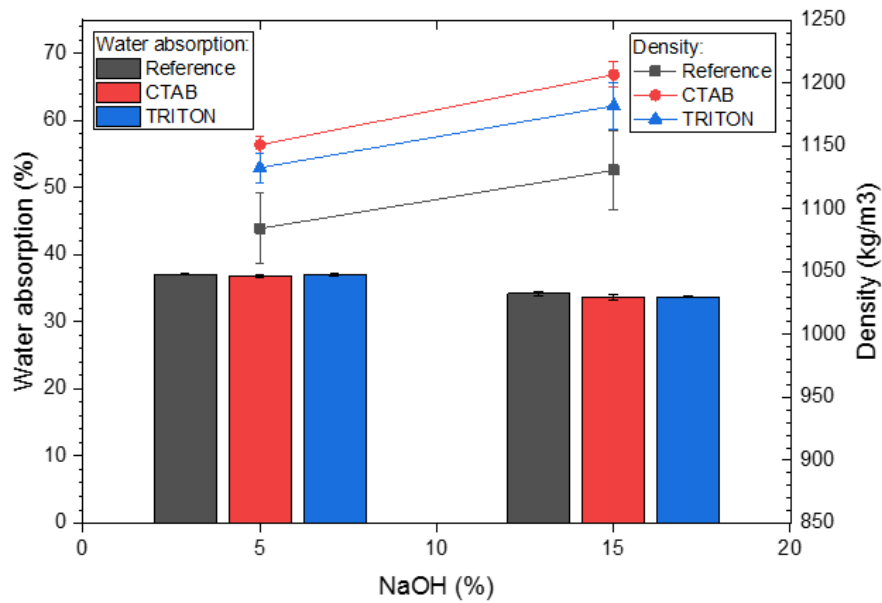 Water absorption:
Reference
CTAB
TRITON
Density:
Reference
CTAB
TRITON
Water absorption (%)
70
60
50
40
30
20
10
0
Density (kg/m3)
1250
1200
1150
1100
1050
1000
950
900
850
0
5
10
15
20
NaOH (%)